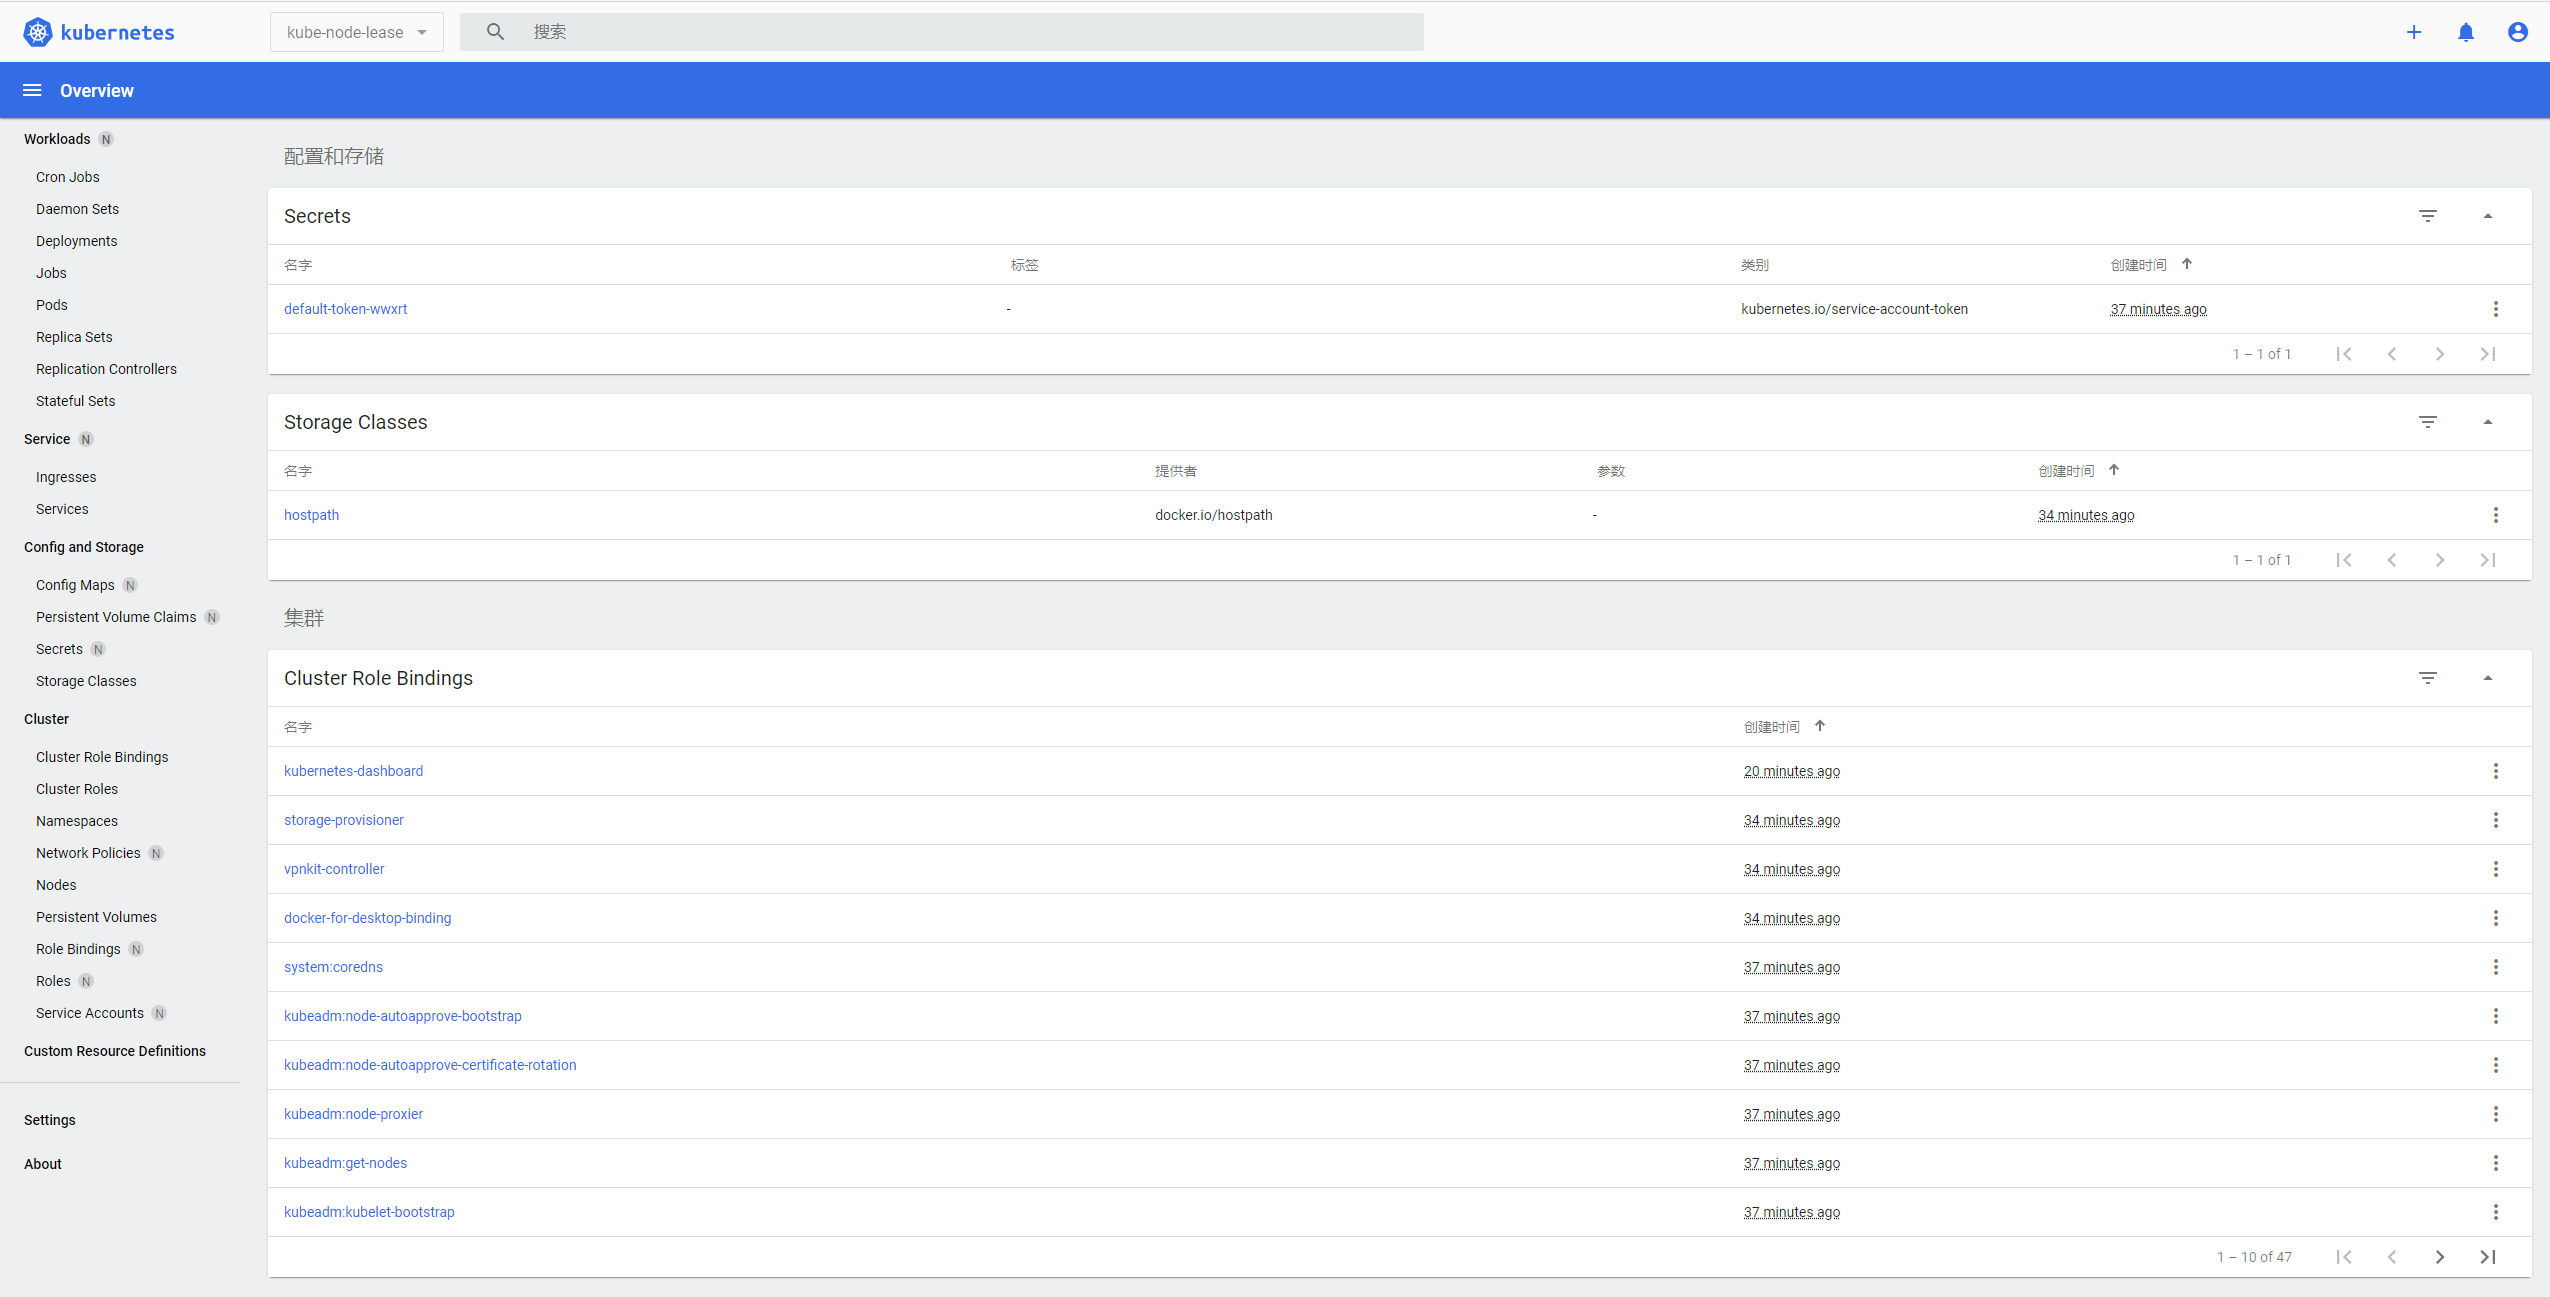 kubernetes
kube-node-lease
搜索
Overview
Workloads N
Cron Jobs
Daemon Sets
Deployments
Jobs
Pods
Replica Sets
Replication Controllers
Stateful Sets
Service N
Ingresses
Services
Config and Storage
Config Maps N
Persistent Volume Claims N
Secrets N
Storage Classes
Cluster
Cluster Role Bindings
Cluster Roles
Namespaces
Network Policies N
Nodes
Persistent Volumes
Role Bindings N
Roles N
Service Accounts N
Custom Resource Definitions
Settings
About
配置和存储
Secrets
名字 标签 类别 创建时间
default-token-wwxrt - kubernetes.io/service-account-token 37 minutes ago
1 – 1 of 1
Storage Classes
名字 提供者 参数 创建时间
hostpath docker.io/hostpath - 34 minutes ago
1 – 1 of 1
集群
Cluster Role Bindings
名字 创建时间
kubernetes-dashboard 20 minutes ago
storage-provisioner 34 minutes ago
vpnkit-controller 34 minutes ago
docker-for-desktop-binding 34 minutes ago
system:coredns 37 minutes ago
kubeadm:node-autoapprove-bootstrap 37 minutes ago
kubeadm:node-autoapprove-certificate-rotation 37 minutes ago
kubeadm:node-proxier 37 minutes ago
kubeadm:get-nodes 37 minutes ago
kubeadm:kubelet-bootstrap 37 minutes ago
1 – 10 of 47